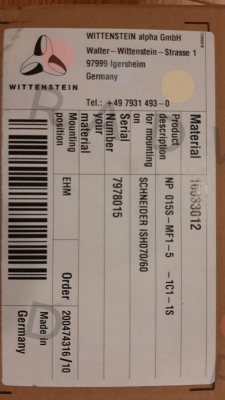 WITTENSTEIN
WITTENSTEIN alpha GmbH
Walter-Wittenstein-Strasse 1
97999 Igersheim
Germany
Tel.: +49 7931 493-0
Material 10033012
Product description NP 015S-MF1-5 -1C1-1S
for mounting on SCHNEIDER ISH070/60
Serial Number 7978015
your material
Mounting position EHM
Order 200474316/10
Made in
Germany